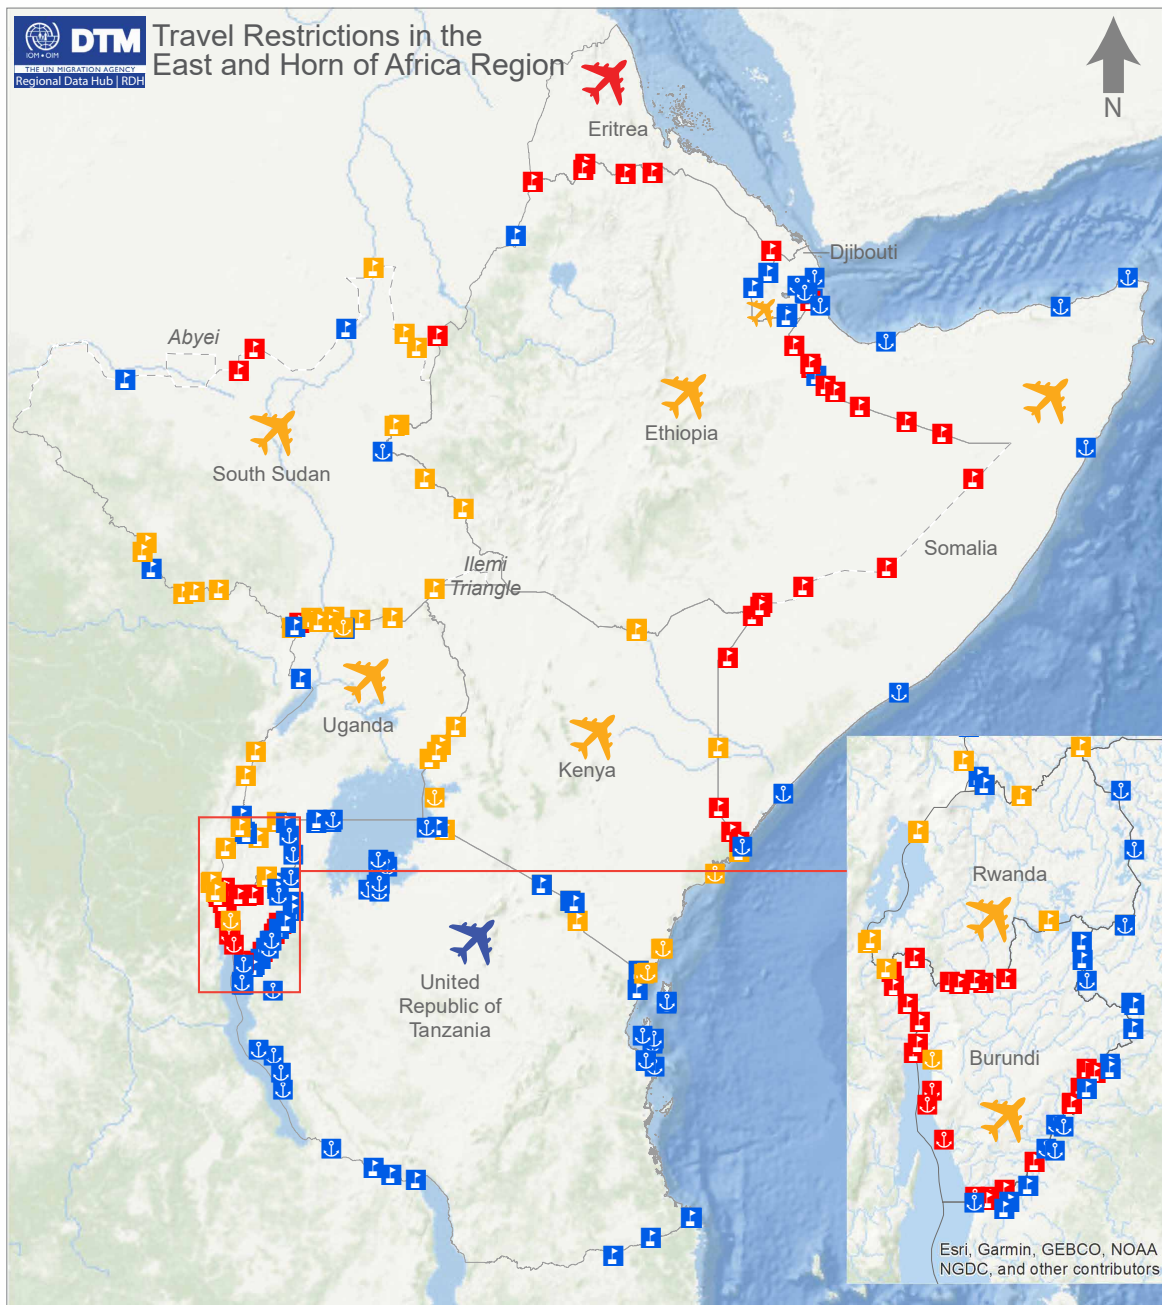 IOM • OIM
DTM
THE UN MIGRATION AGENCY
Regional Data Hub | RDH
Travel Restrictions in the
East and Horn of Africa Region
N
Eritrea
Djibouti
Abyei
Ethiopia
South Sudan
Somalia
Ilemi
Triangle
Uganda
Kenya
Rwanda
United
Republic of
Tanzania
Burundi
Esri, Garmin, GEBCO, NOAA
NGDC, and other contributors